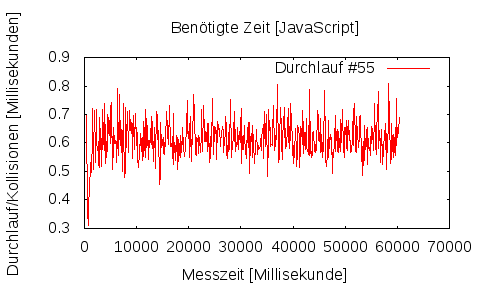 Benötigte Zeit [JavaScript]
Durchlauf/Kollisionen [Millisekunden]
Durchlauf #55
0.9
0.8
0.7
0.6
0.5
0.4
0.3
0 10000 20000 30000 40000 50000 60000 70000
Messzeit [Millisekunde]